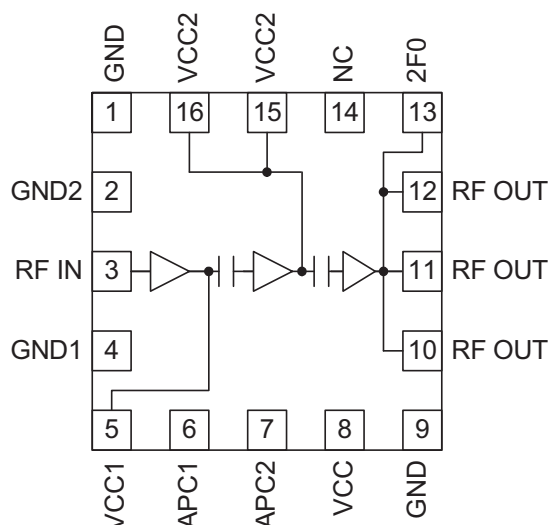 GND
VCC2
VCC2
NC
2F0
1
16
15
14
13
GND2
2
12
RF OUT
RF IN
3
11
RF OUT
GND1
4
10
RF OUT
5
6
7
8
9
VCC1
APC1
APC2
VCC
GND